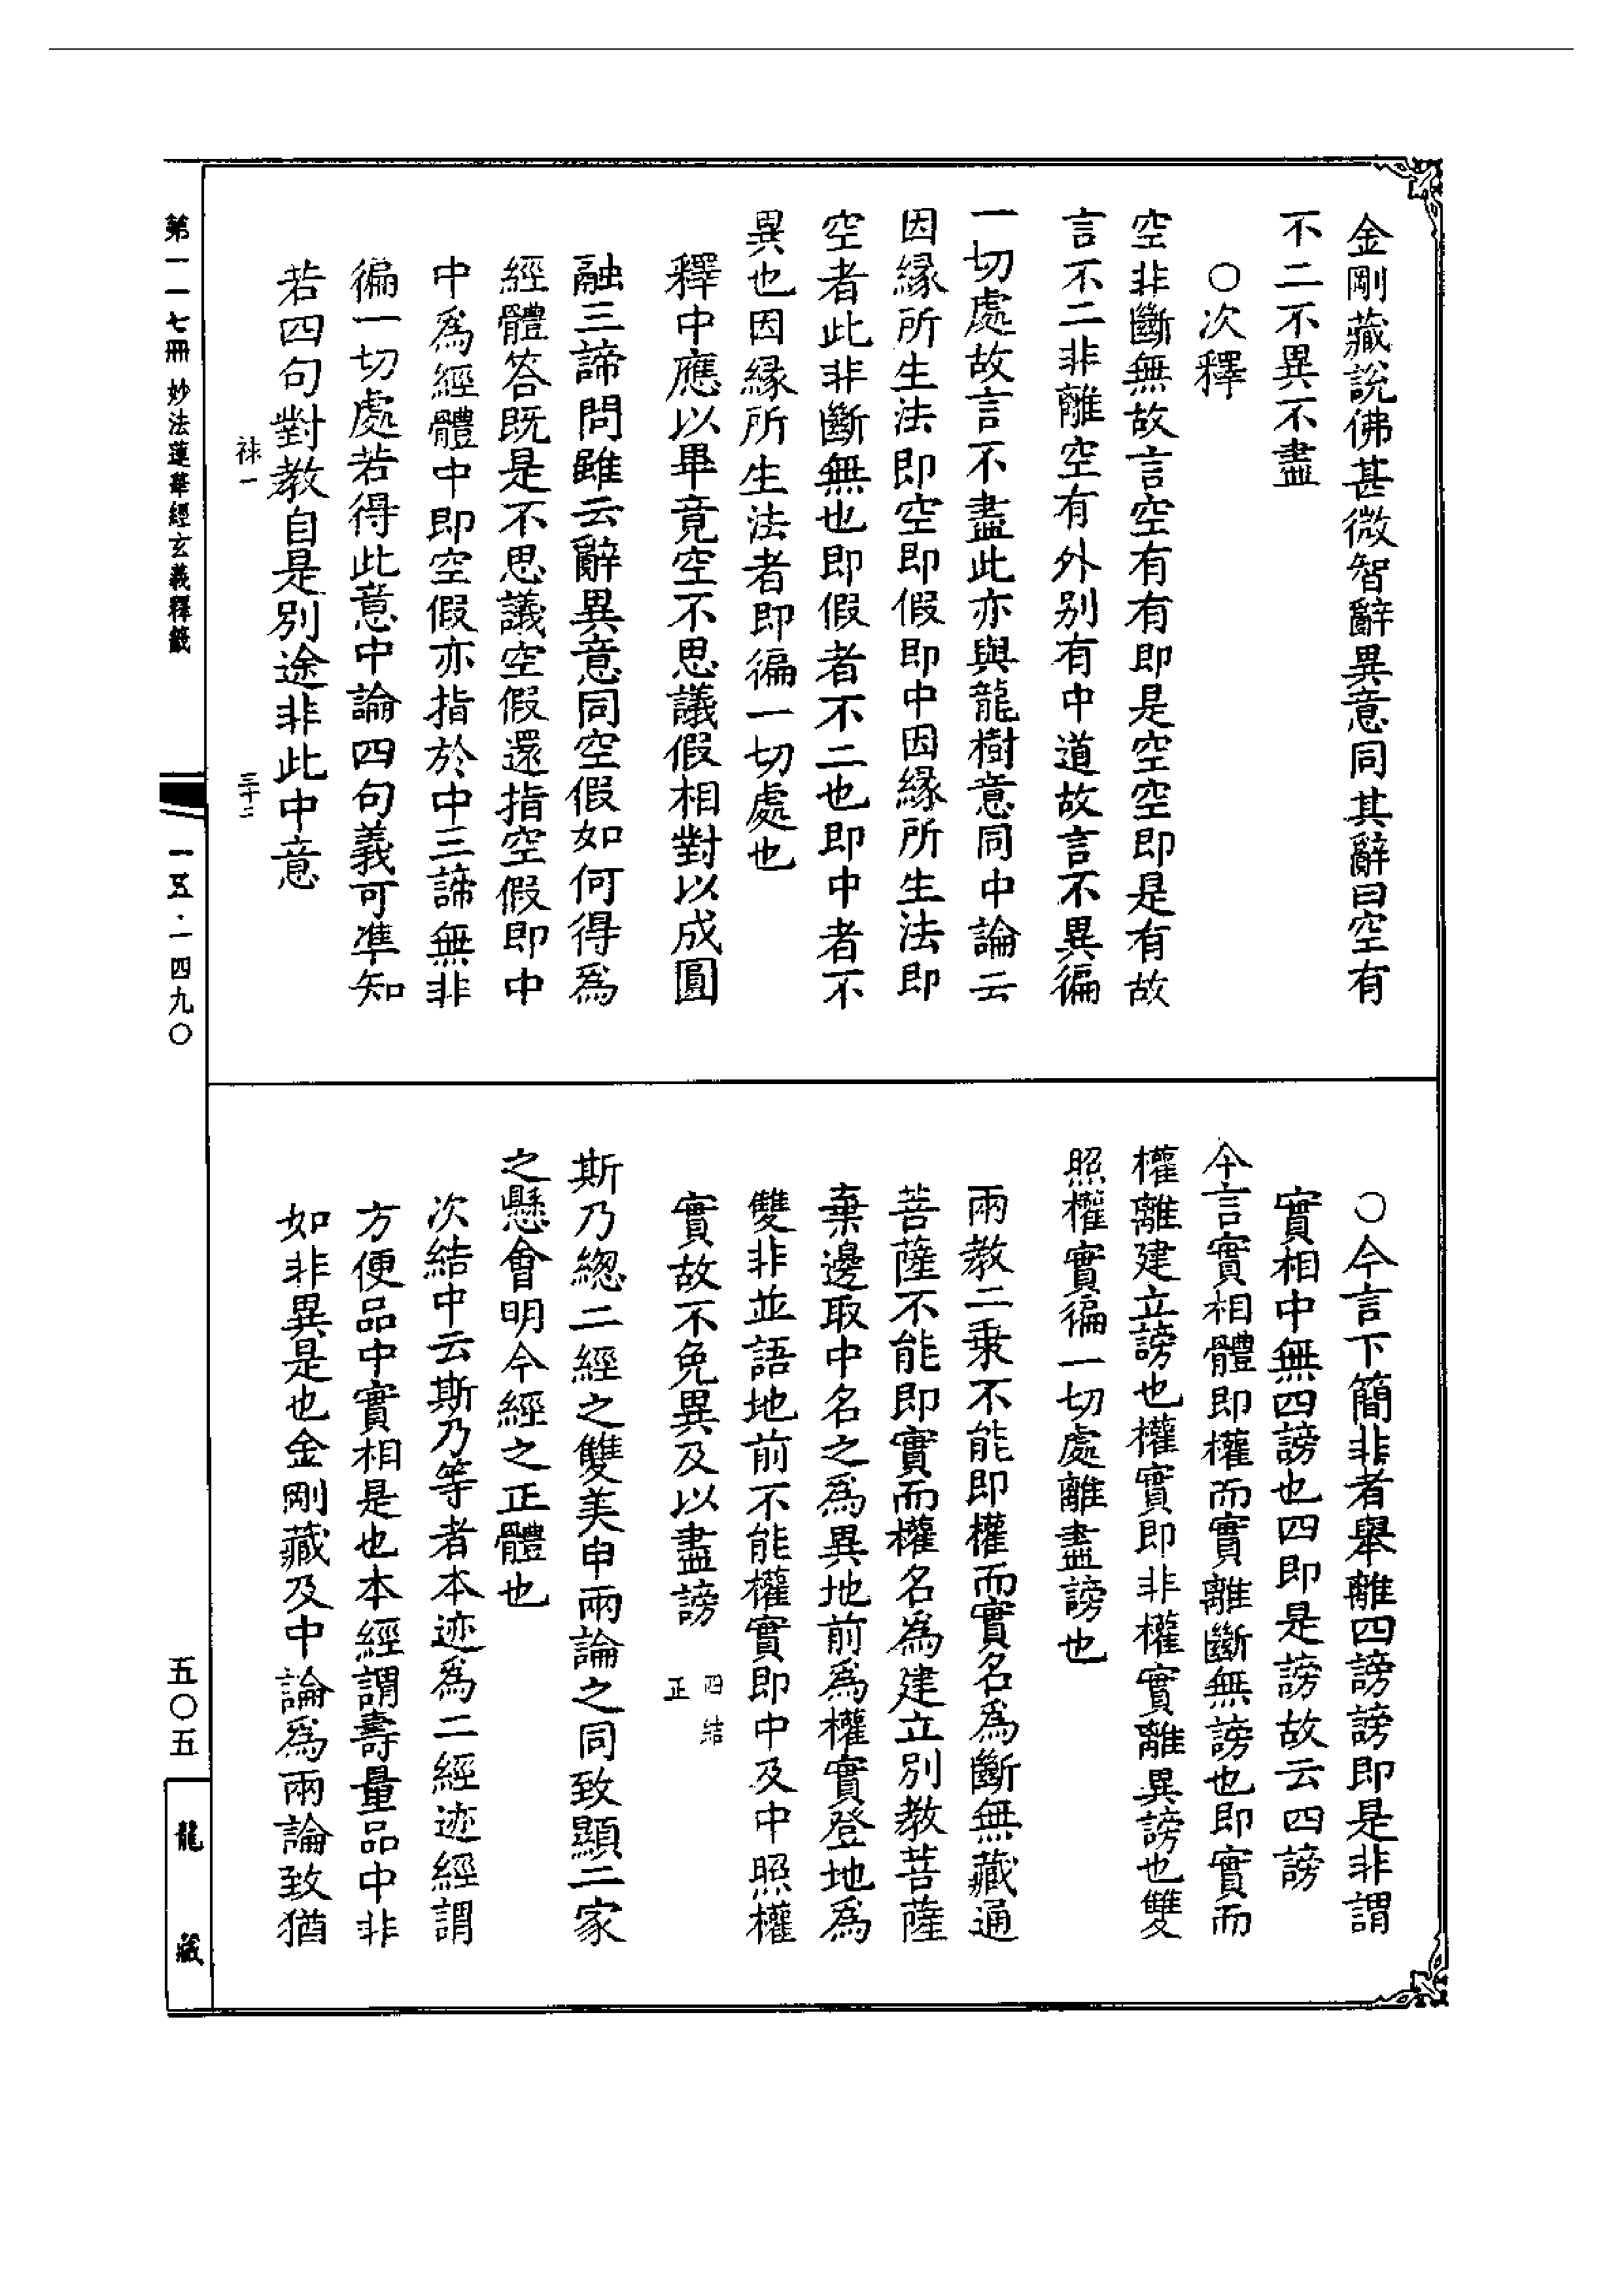 金剛藏說佛甚微智辭異意同其辭曰空有
不二不異不盡
○次釋
空非斷無故言空有有即是空空即是有故
言不二非離空有外別有中道故言不異徧
一切處故言不盡此亦與龍樹意同中論云
因緣所生法即空即假即中因緣所生法即
空者此非斷無也即假者不二也即中者不
異也因緣所生法者即徧一切處也
釋中應以畢竟空不思議假相對以成圓
融三諦問雖云辭異意同空假如何得爲
經體答既是不思議空假還指空假即中
中爲經體中即空假亦指於中三諦無非
徧一切處若得此意中論四句義可準知
若四句對教自是別途非此中意
一
三十二
○今言下簡非者舉離四謗謗即是非謂
實相中無四謗也四即是謗故云四謗
今言實相體即權而實離斷無謗也即實而
權離建立謗也權實即非權實離異謗也雙
照權實徧一切處離盡謗也
兩教二乘不能即權而實名爲斷無藏通
菩薩不能即實而權名爲建立別教菩薩
棄邊取中名之爲異地前爲權實登地爲
雙非並語地前不能權實即中及中照權
實故不免異及以盡謗
四結
正
斯乃總二經之雙美申兩論之同致顯二家
之懸會明今經之正體也
次結中云斯乃等者本迹爲二經迹經謂
方便品中實相是也本經謂壽量品中非
如非異是也金剛藏及中論爲兩論致猶
第一一七冊 妙法蓮華經玄義釋籤
一五·一四九〇
五〇五
龍藏